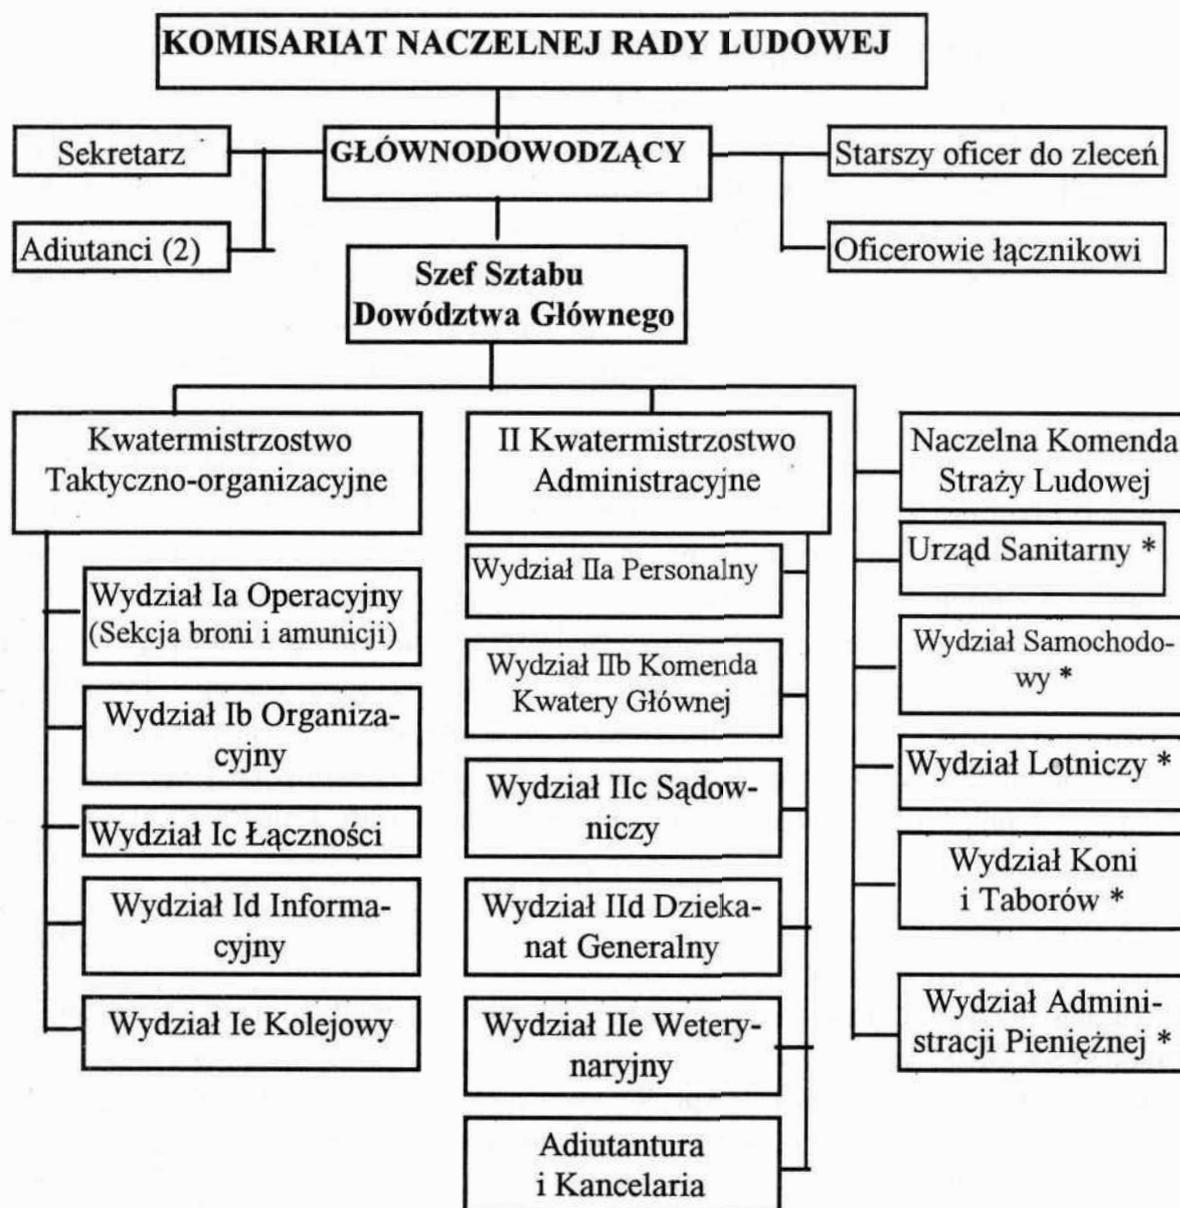 KOMISARIAT NACZELNEJ RADY LUDOWEJ
Sekretarz
GŁÓWNODOWODZĄCY
Starszy oficer do zleceń
Adiutanci (2)
Oficerowie łącznikowi
Szef Sztabu
Dowództwa Głównego
Kwatermistrzostwo
Taktyczno-organizacyjne
Wydział Ia Operacyjny
(Sekcja broni i amunicji)
Wydział Ib Organiza-
cyjny
Wydział Ic Łączności
Wydział Id Informa-
cyjny
Wydział Ie Kolejowy
II Kwatermistrzostwo
Administracyjne
Wydział IIa Personalny
Wydział IIb Komenda
Kwatery Głównej
Wydział IIc Sądow-
niczy
Wydział IId Dzieka-
nat Generalny
Wydział IIe Wetery-
naryjny
Adiutantura
i Kancelaria
Naczelna Komenda
Straży Ludowej
Urząd Sanitarny *
Wydział Samochodo-
wy *
Wydział Lotniczy *
Wydział Koni
i Taborów *
Wydział Admini-
stracji Pieniężnej *